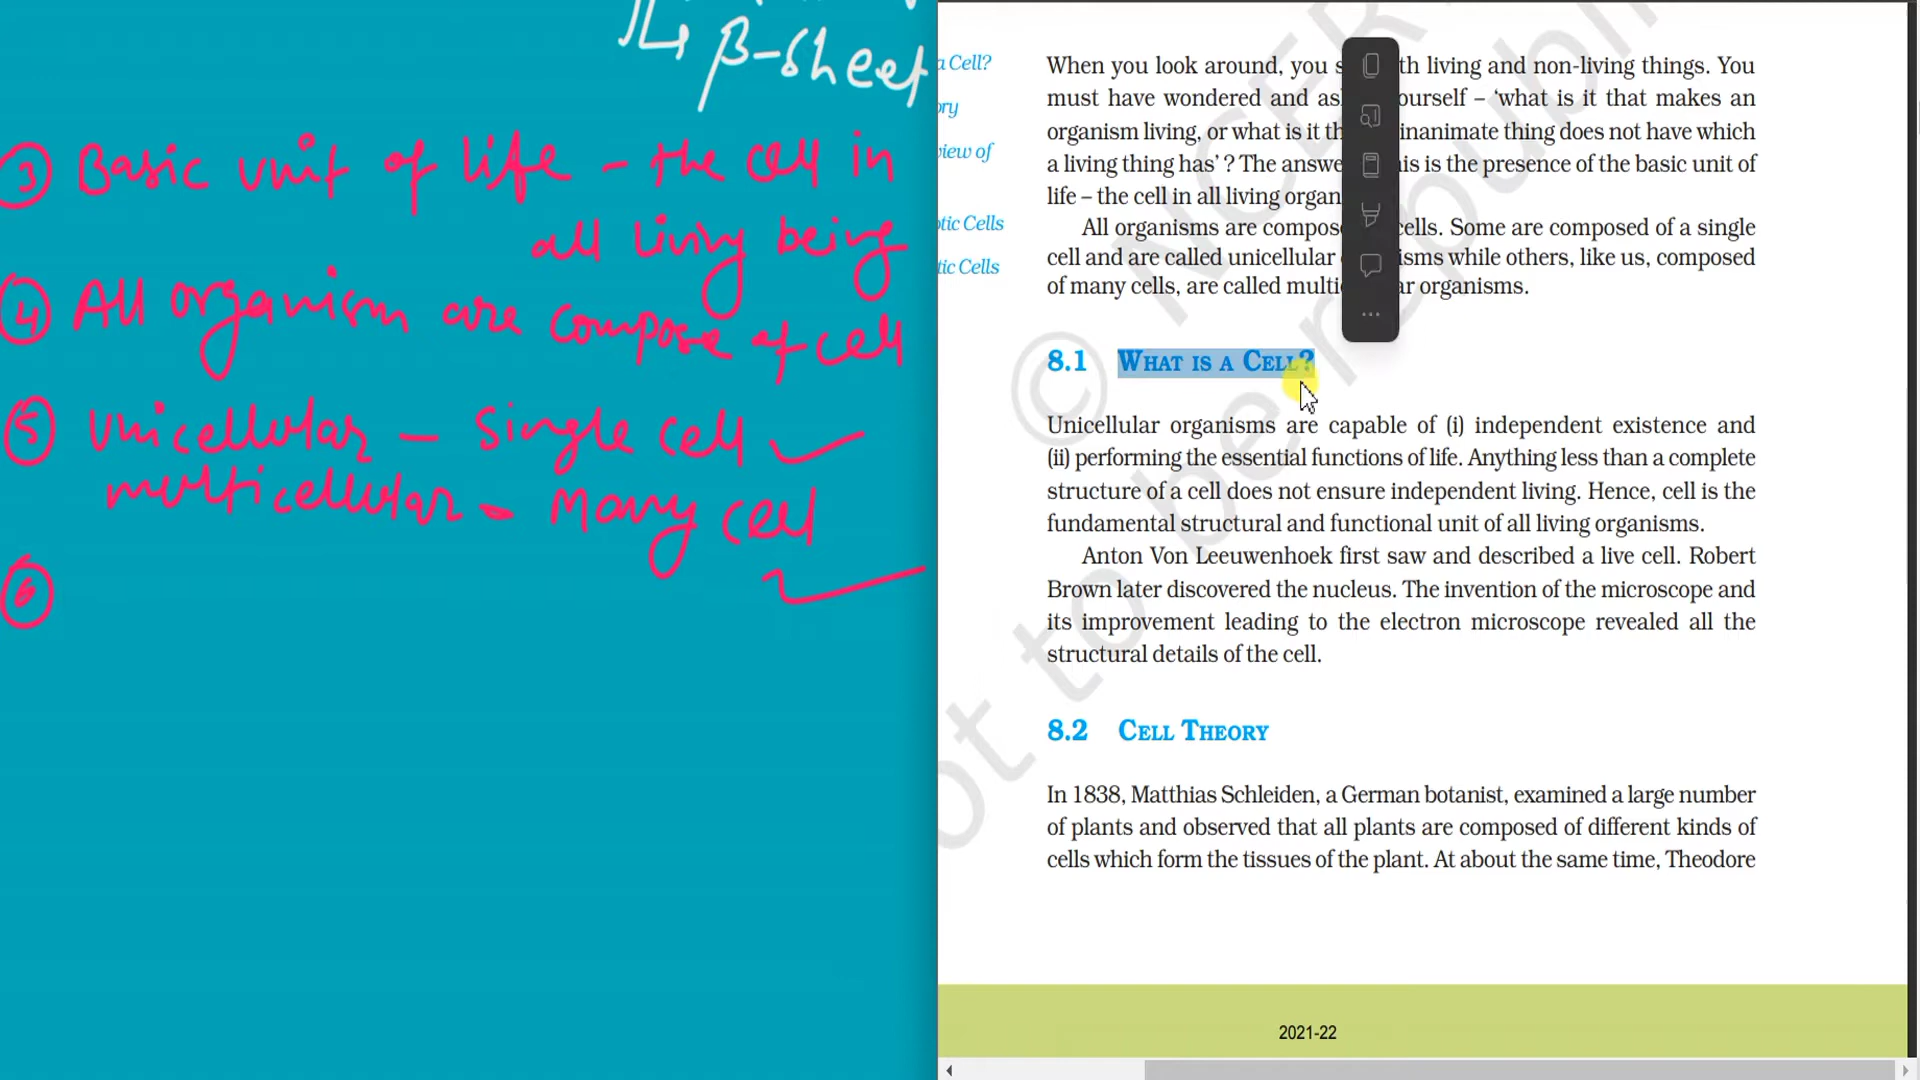 β-sheet
③ Basic unit of life - the cell in
all living being
④ All organism are compose of cell
⑤ Unicellular - Single cell
multicellular - Many cell
⑥
a Cell?
ory
view of
otic Cells
tic Cells
When you look around, you s th living and non-living things. You
must have wondered and as ourself – ‘what is it that makes an
organism living, or what is it th inanimate thing does not have which
a living thing has’ ? The answe is is the presence of the basic unit of
life – the cell in all living organ
All organisms are compos cells. Some are composed of a single
cell and are called unicellular isms while others, like us, composed
of many cells, are called multic ar organisms.
8.1 WHAT IS A CELL?
Unicellular organisms are capable of (i) independent existence and
(ii) performing the essential functions of life. Anything less than a complete
structure of a cell does not ensure independent living. Hence, cell is the
fundamental structural and functional unit of all living organisms.
Anton Von Leeuwenhoek first saw and described a live cell. Robert
Brown later discovered the nucleus. The invention of the microscope and
its improvement leading to the electron microscope revealed all the
structural details of the cell.
8.2 CELL THEORY
In 1838, Matthias Schleiden, a German botanist, examined a large number
of plants and observed that all plants are composed of different kinds of
cells which form the tissues of the plant. At about the same time, Theodore
© NCER
not to be republi
2021-22